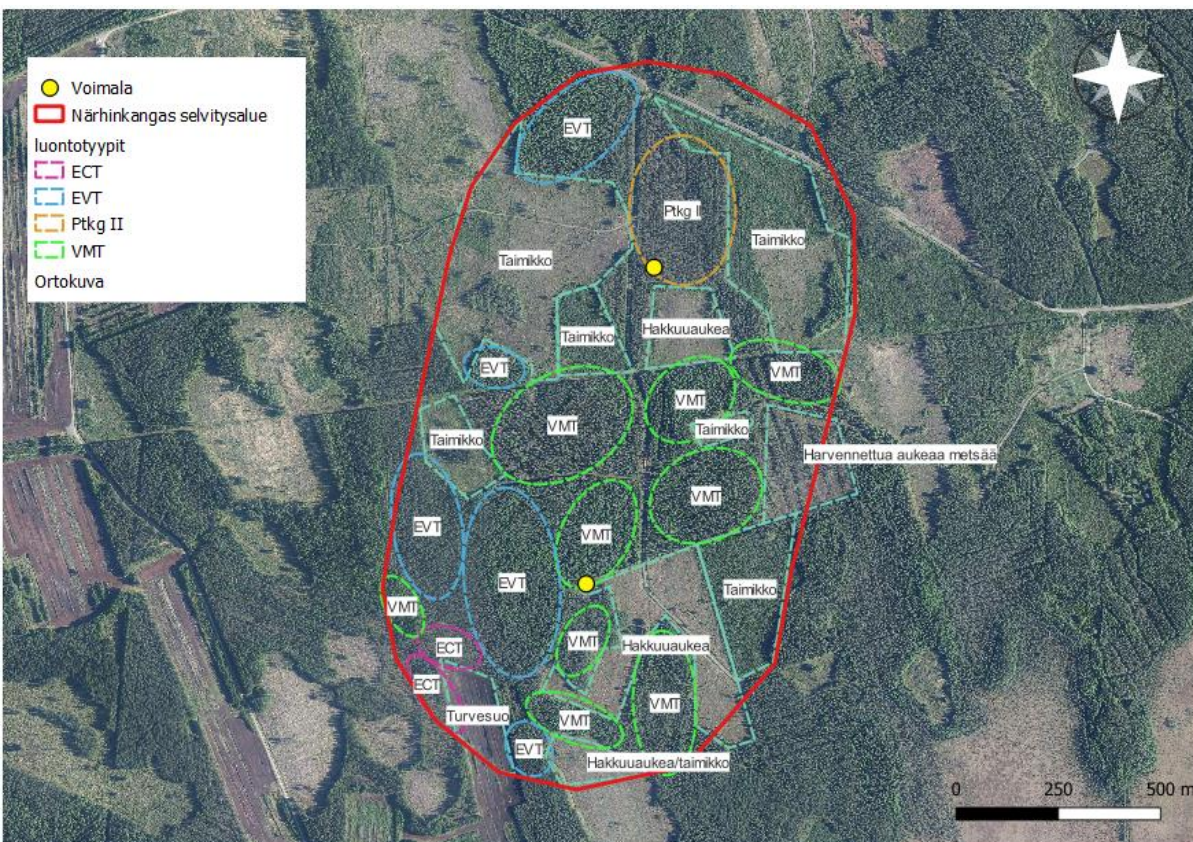 Voimala
Närhinkangas selvitysalue
luontotyypit
ECT
EVT
Ptkg II
VMT
Ortokuva
EVT
Ptkg II
Taimikko
Taimikko
Taimikko
Hakkuuaukea
EVT
VMT
VMT
VMT
Taimikko
Taimikko
Harvennettua aukeaa metsää
VMT
EVT
VMT
EVT
Taimikko
VMT
VMT
ECT
Hakkuuaukea
ECT
VMT
Turvesuo
VMT
EVT
Hakkuuaukea/taimikko
0 250 500 m